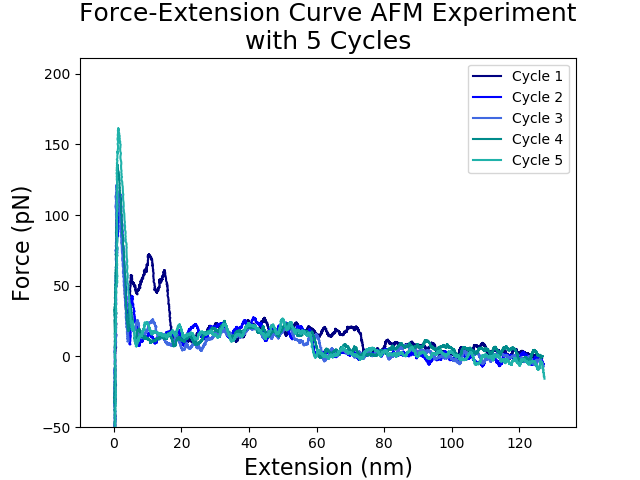 Force-Extension Curve AFM Experiment
with 5 Cycles
Force (pN)
200
150
100
50
0
−50
Cycle 1
Cycle 2
Cycle 3
Cycle 4
Cycle 5
0 20 40 60 80 100 120
Extension (nm)